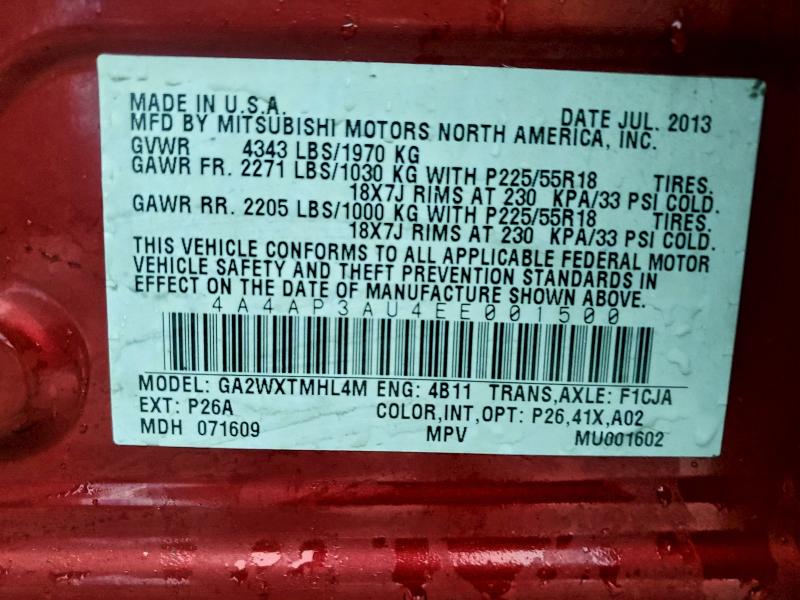 MADE IN U.S.A. DATE JUL. 2013
MFD BY MITSUBISHI MOTORS NORTH AMERICA, INC.
GVWR 4343 LBS/1970 KG
GAWR FR. 2271 LBS/1030 KG WITH P225/55R18 TIRES.
18X7J RIMS AT 230 KPA/33 PSI COLD.
GAWR RR. 2205 LBS/1000 KG WITH P225/55R18 TIRES.
18X7J RIMS AT 230 KPA/33 PSI COLD.
THIS VEHICLE CONFORMS TO ALL APPLICABLE FEDERAL MOTOR
VEHICLE SAFETY AND THEFT PREVENTION STANDARDS IN
EFFECT ON THE DATE OF MANUFACTURE SHOWN ABOVE.
4A4AP3AU4EE001500
MODEL: GA2WXTMHL4M ENG: 4B11 TRANS,AXLE: F1CJA
EXT: P26A COLOR,INT,OPT: P26,41X,A02
MDH 071609 MPV MU001602